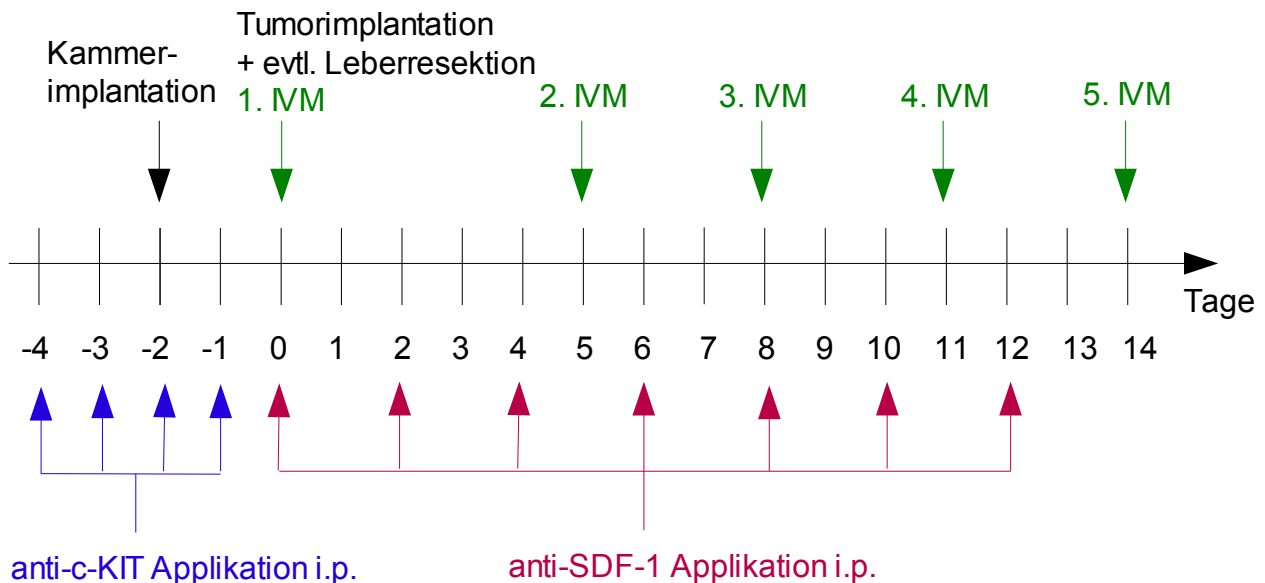 Kammer-
implantation
Tumorimplantation
+ evtl. Leberresektion
1. IVM
2. IVM
3. IVM
4. IVM
5. IVM
Tage
-4 -3 -2 -1 0 1 2 3 4 5 6 7 8 9 10 11 12 13 14
anti-c-KIT Applikation i.p.
anti-SDF-1 Applikation i.p.